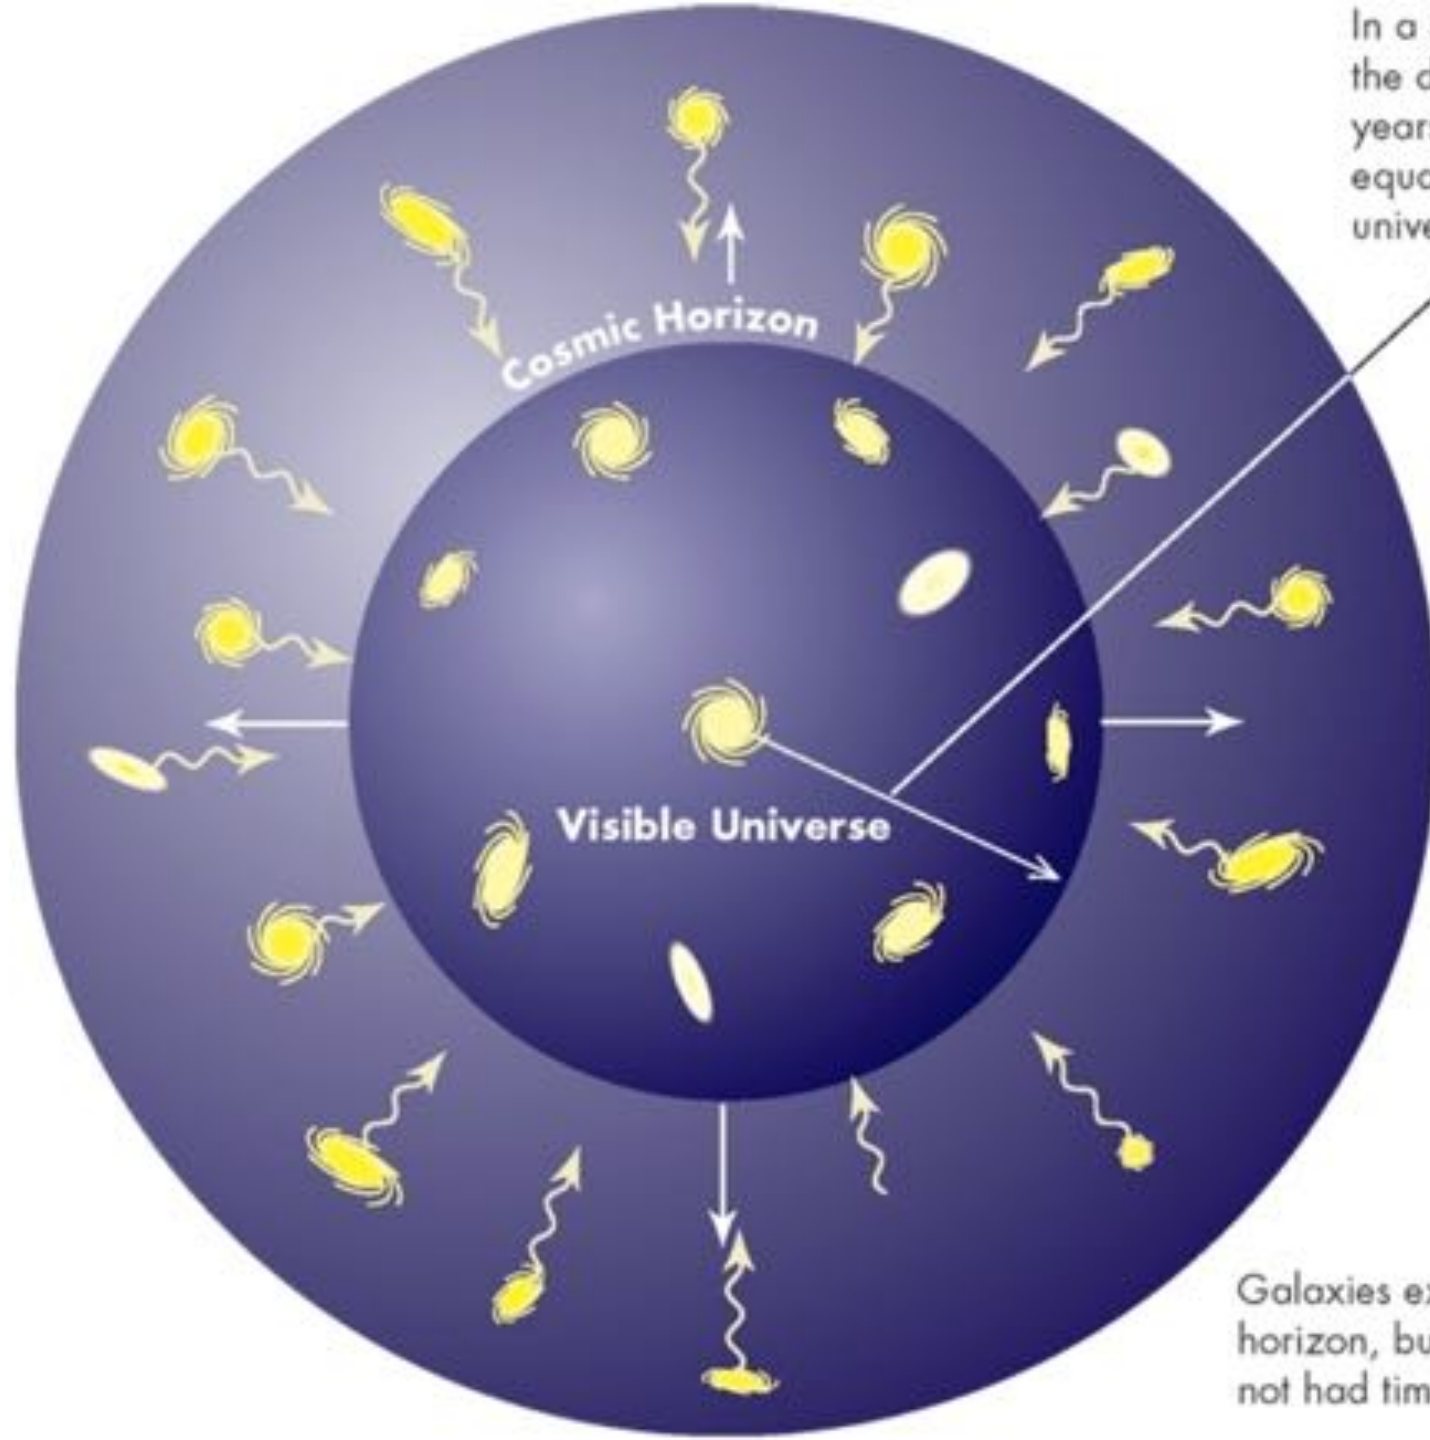 In a
the
years
equa
unive
Cosmic Horizon
Visible Universe
Galaxies ex
horizon, bu
not had tim